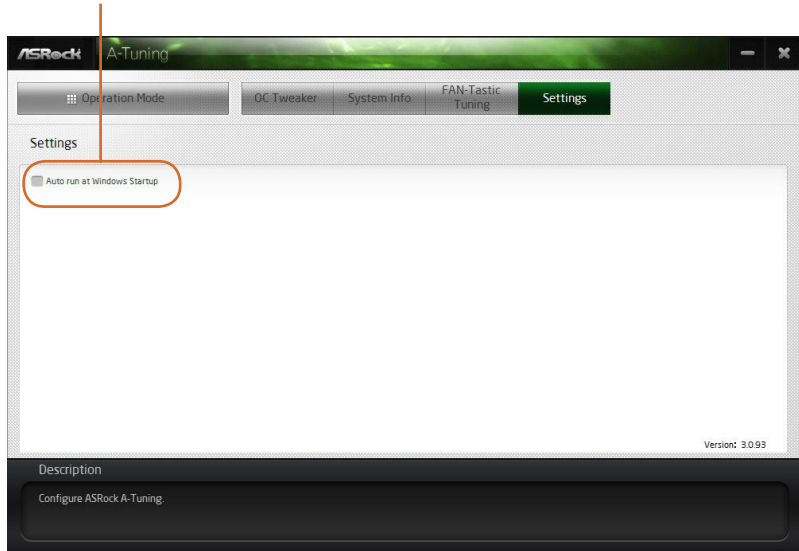 ASRock A-Tuning
Operation Mode OC Tweaker System Info FAN-Tastic Tuning Settings
Settings
Auto run at Windows Startup
Version: 3.0.93
Description
Configure ASRock A-Tuning.